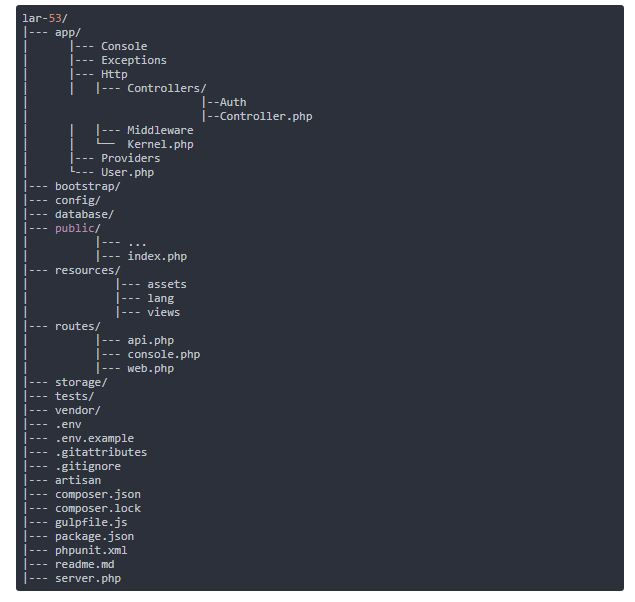 lar-53/
|--- app/
|      |--- Console
|      |--- Exceptions
|      |--- Http
|      |   |--- Controllers/
|                           |--Auth
|                           |--Controller.php
|      |   |--- Middleware
|      |   └──  Kernel.php
|      |--- Providers
|      └--- User.php
|--- bootstrap/
|--- config/
|--- database/
|--- public/
|          |--- ...
|          |--- index.php
|--- resources/
|             |--- assets
|             |--- lang
|             |--- views
|--- routes/
|          |--- api.php
|          |--- console.php
|          |--- web.php
|--- storage/
|--- tests/
|--- vendor/
|--- .env
|--- .env.example
|--- .gitattributes
|--- .gitignore
|--- artisan
|--- composer.json
|--- composer.lock
|--- gulpfile.js
|--- package.json
|--- phpunit.xml
|--- readme.md
|--- server.php